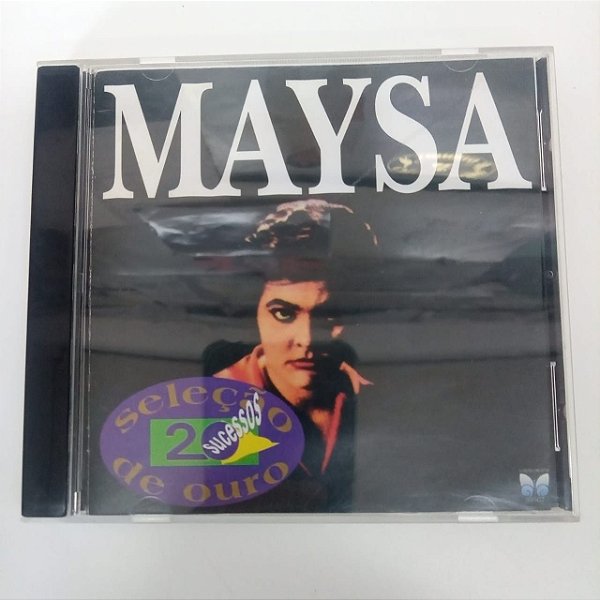 MAYSA
seleção
20
sucessos
de ouro